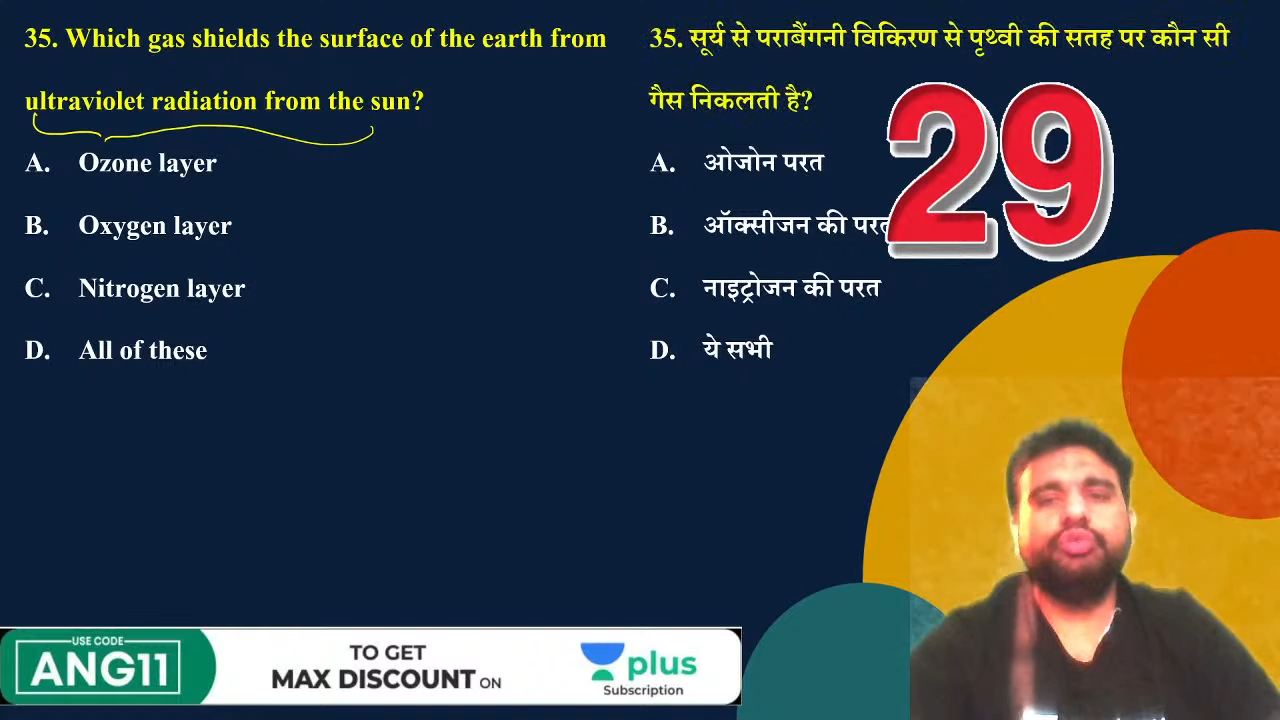 35. Which gas shields the surface of the earth from
ultraviolet radiation from the sun?
A. Ozone layer
B. Oxygen layer
C. Nitrogen layer
D. All of these
35. सूर्य से पराबैंगनी विकिरण से पृथ्वी की सतह पर कौन सी
गैस निकलती है?
A. ओजोन परत
B. ऑक्सीजन की परत
C. नाइट्रोजन की परत
D. ये सभी
29
USE CODE
ANG11
TO GET
MAX DISCOUNT ON
plus
Subscription